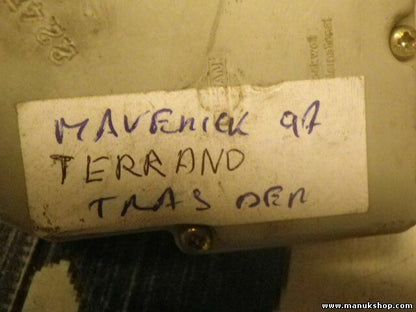 MAVERICK 97
TERRANO
TRAS DER
www.manukshop.com